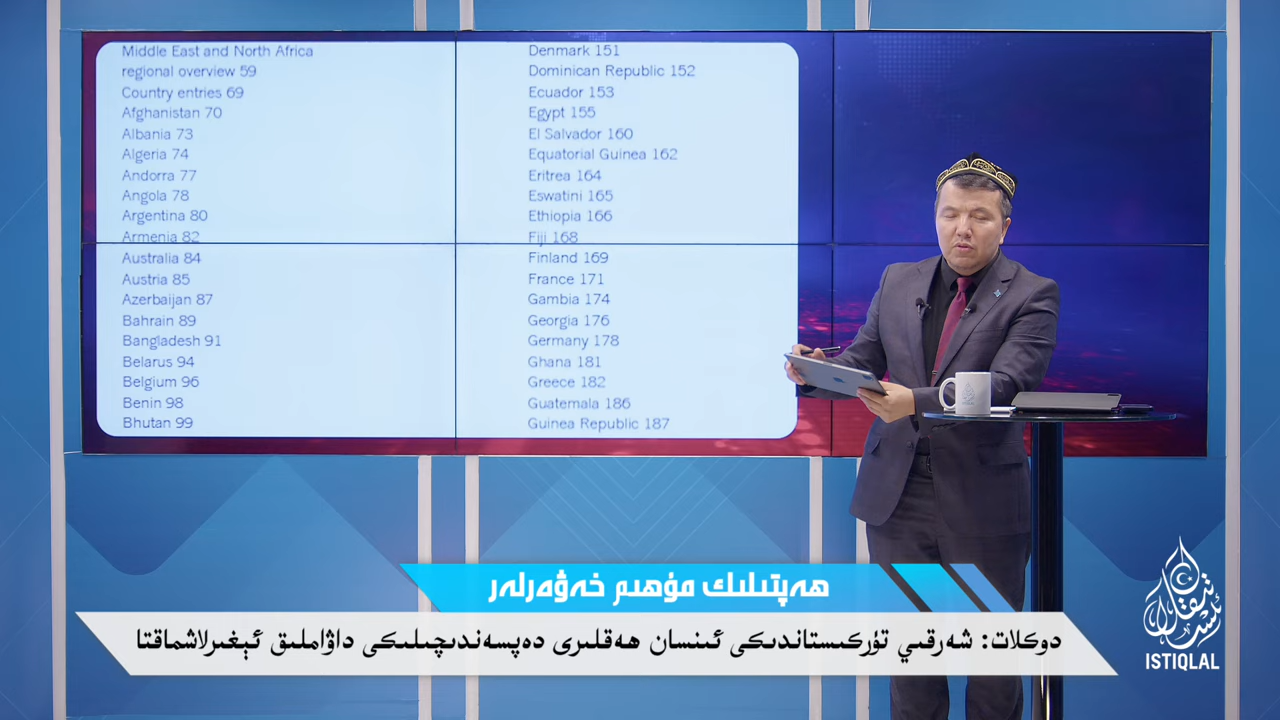 Middle East and North Africa
regional overview 59
Country entries 69
Afghanistan 70
Albania 73
Algeria 74
Andorra 77
Angola 78
Argentina 80
Armenia 82
Australia 84
Austria 85
Azerbaijan 87
Bahrain 89
Bangladesh 91
Belarus 94
Belgium 96
Benin 98
Bhutan 99
Denmark 151
Dominican Republic 152
Ecuador 153
Egypt 155
El Salvador 160
Equatorial Guinea 162
Eritrea 164
Eswatini 165
Ethiopia 166
Fiji 168
Finland 169
France 171
Gambia 174
Georgia 176
Germany 178
Ghana 181
Greece 182
Guatemala 186
Guinea Republic 187
ھەپتىلىك مۇھىم خەۋەرلەر
دوكلات: شەرقىي تۈركىستاندىكى ئىنسان ھەقلىرى دەپسەندىچىلىكى داۋاملىق ئېغىرلاشماقتا
ئىستىقلال
ISTIQLAL